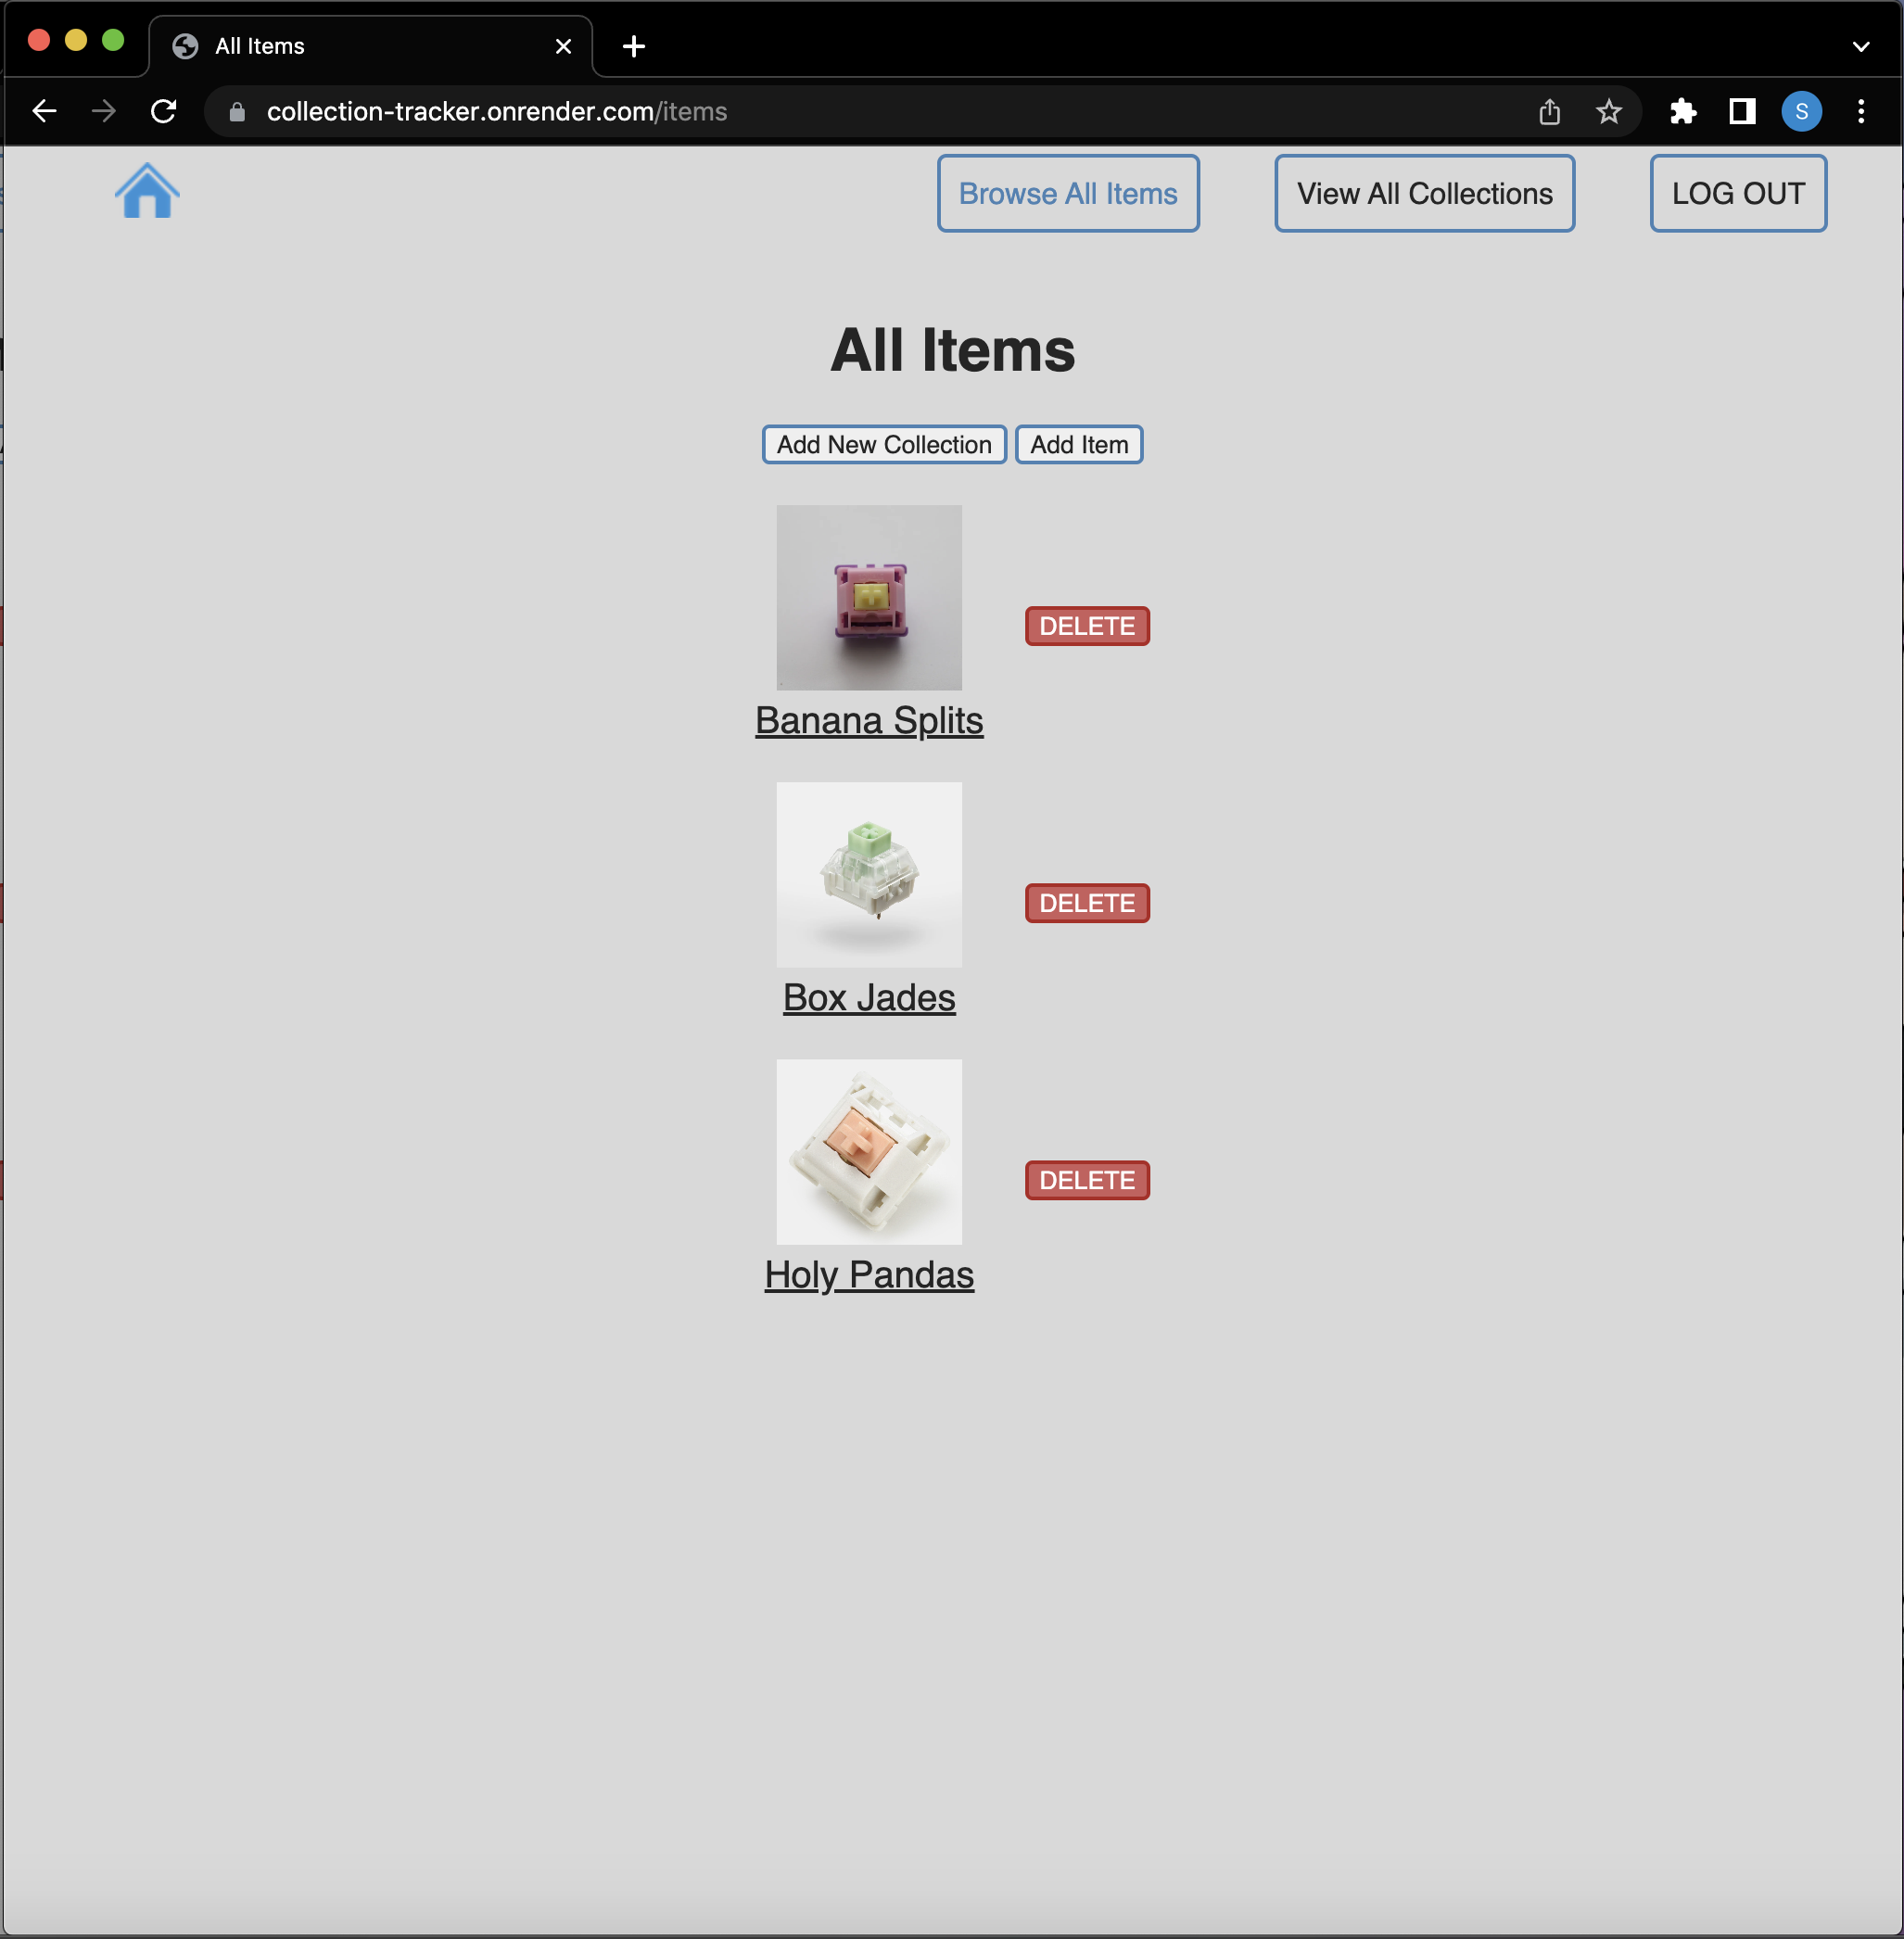 All Items
collection-tracker.onrender.com/items
S
Browse All Items
View All Collections
LOG OUT
All Items
Add New Collection
Add Item
DELETE
Banana Splits
DELETE
Box Jades
DELETE
Holy Pandas